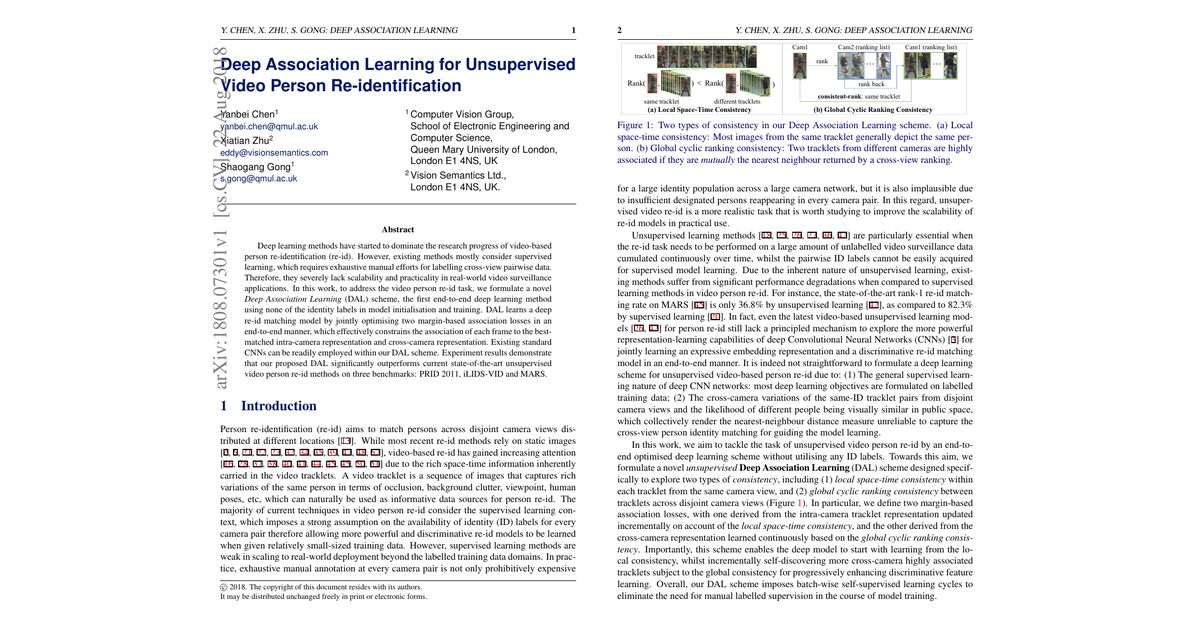 Y. CHEN, X. ZHU, S. GONG: DEEP ASSOCIATION LEARNING 1
arXiv:1808.07301v1 [cs.CV] 22 Aug 2018
Deep Association Learning for Unsupervised
Video Person Re-identification
Yanbei Chen1
yanbei.chen@qmul.ac.uk
Xiatian Zhu2
eddy@visionsemantics.com
Shaogang Gong1
s.gong@qmul.ac.uk
1 Computer Vision Group,
School of Electronic Engineering and
Computer Science,
Queen Mary University of London,
London E1 4NS, UK
2 Vision Semantics Ltd.,
London E1 4NS, UK.
Abstract
Deep learning methods have started to dominate the research progress of video-based
person re-identification (re-id). However, existing methods mostly consider supervised
learning, which requires exhaustive manual efforts for labelling cross-view pairwise data.
Therefore, they severely lack scalability and practicality in real-world video surveillance
applications. In this work, to address the video person re-id task, we formulate a novel
Deep Association Learning (DAL) scheme, the first end-to-end deep learning method
using none of the identity labels in model initialisation and training. DAL learns a deep
re-id matching model by jointly optimising two margin-based association losses in an
end-to-end manner, which effectively constrains the association of each frame to the best-
matched intra-camera representation and cross-camera representation. Existing standard
CNNs can be readily employed within our DAL scheme. Experiment results demonstrate
that our proposed DAL significantly outperforms current state-of-the-art unsupervised
video person re-id methods on three benchmarks: PRID 2011, iLIDS-VID and MARS.
1 Introduction
Person re-identification (re-id) aims to match persons across disjoint camera views dis-
tributed at different locations [ ]. While most recent re-id methods rely on static images
[ ], video-based re-id has gained increasing attention
[ ] due to the rich space-time information inherently
carried in the video tracklets. A video tracklet is a sequence of images that captures rich
variations of the same person in terms of occlusion, background clutter, viewpoint, human
poses, etc, which can naturally be used as informative data sources for person re-id. The
majority of current techniques in video person re-id consider the supervised learning con-
text, which imposes a strong assumption on the availability of identity (ID) labels for every
camera pair therefore allowing more powerful and discriminative re-id models to be learned
when given relatively small-sized training data. However, supervised learning methods are
weak in scaling to real-world deployment beyond the labelled training data domains. In prac-
tice, exhaustive manual annotation at every camera pair is not only prohibitively expensive
© 2018. The copyright of this document resides with its authors.
It may be distributed unchanged freely in print or electronic forms.
2 Y. CHEN, X. ZHU, S. GONG: DEEP ASSOCIATION LEARNING
tracklet
Rank( ) < Rank( )
same tracklet different tracklets
(a) Local Space-Time Consistency
Cam1 Cam2 (ranking list) Cam1 (ranking list)
rank
rank back
consistent-rank: same tracklet
(b) Global Cyclic Ranking Consistency
Figure 1: Two types of consistency in our Deep Association Learning scheme. (a) Local
space-time consistency: Most images from the same tracklet generally depict the same per-
son. (b) Global cyclic ranking consistency: Two tracklets from different cameras are highly
associated if they are mutually the nearest neighbour returned by a cross-view ranking.
for a large identity population across a large camera network, but it is also implausible due
to insufficient designated persons reappearing in every camera pair. In this regard, unsuper-
vised video re-id is a more realistic task that is worth studying to improve the scalability of
re-id models in practical use.
Unsupervised learning methods [ ] are particularly essential when
the re-id task needs to be performed on a large amount of unlabelled video surveillance data
cumulated continuously over time, whilst the pairwise ID labels cannot be easily acquired
for supervised model learning. Due to the inherent nature of unsupervised learning, exist-
ing methods suffer from significant performance degradations when compared to supervised
learning methods in video person re-id. For instance, the state-of-the-art rank-1 re-id match-
ing rate on MARS [ ] is only 36.8% by unsupervised learning [ ], as compared to 82.3%
by supervised learning [ ]. In fact, even the latest video-based unsupervised learning mod-
els [ ] for person re-id still lack a principled mechanism to explore the more powerful
representation-learning capabilities of deep Convolutional Neural Networks (CNNs) [ ] for
jointly learning an expressive embedding representation and a discriminative re-id matching
model in an end-to-end manner. It is indeed not straightforward to formulate a deep learning
scheme for unsupervised video-based person re-id due to: (1) The general supervised learn-
ing nature of deep CNN networks: most deep learning objectives are formulated on labelled
training data; (2) The cross-camera variations of the same-ID tracklet pairs from disjoint
camera views and the likelihood of different people being visually similar in public space,
which collectively render the nearest-neighbour distance measure unreliable to capture the
cross-view person identity matching for guiding the model learning.
In this work, we aim to tackle the task of unsupervised video person re-id by an end-to-
end optimised deep learning scheme without utilising any ID labels. Towards this aim, we
formulate a novel unsupervised Deep Association Learning (DAL) scheme designed specif-
ically to explore two types of consistency, including (1) local space-time consistency within
each tracklet from the same camera view, and (2) global cyclic ranking consistency between
tracklets across disjoint camera views (Figure 1). In particular, we define two margin-based
association losses, with one derived from the intra-camera tracklet representation updated
incrementally on account of the local space-time consistency, and the other derived from the
cross-camera representation learned continuously based on the global cyclic ranking consis-
tency. Importantly, this scheme enables the deep model to start with learning from the lo-
cal consistency, whilst incrementally self-discovering more cross-camera highly associated
tracklets subject to the global consistency for progressively enhancing discriminative feature
learning. Overall, our DAL scheme imposes batch-wise self-supervised learning cycles to
eliminate the need for manual labelled supervision in the course of model training.